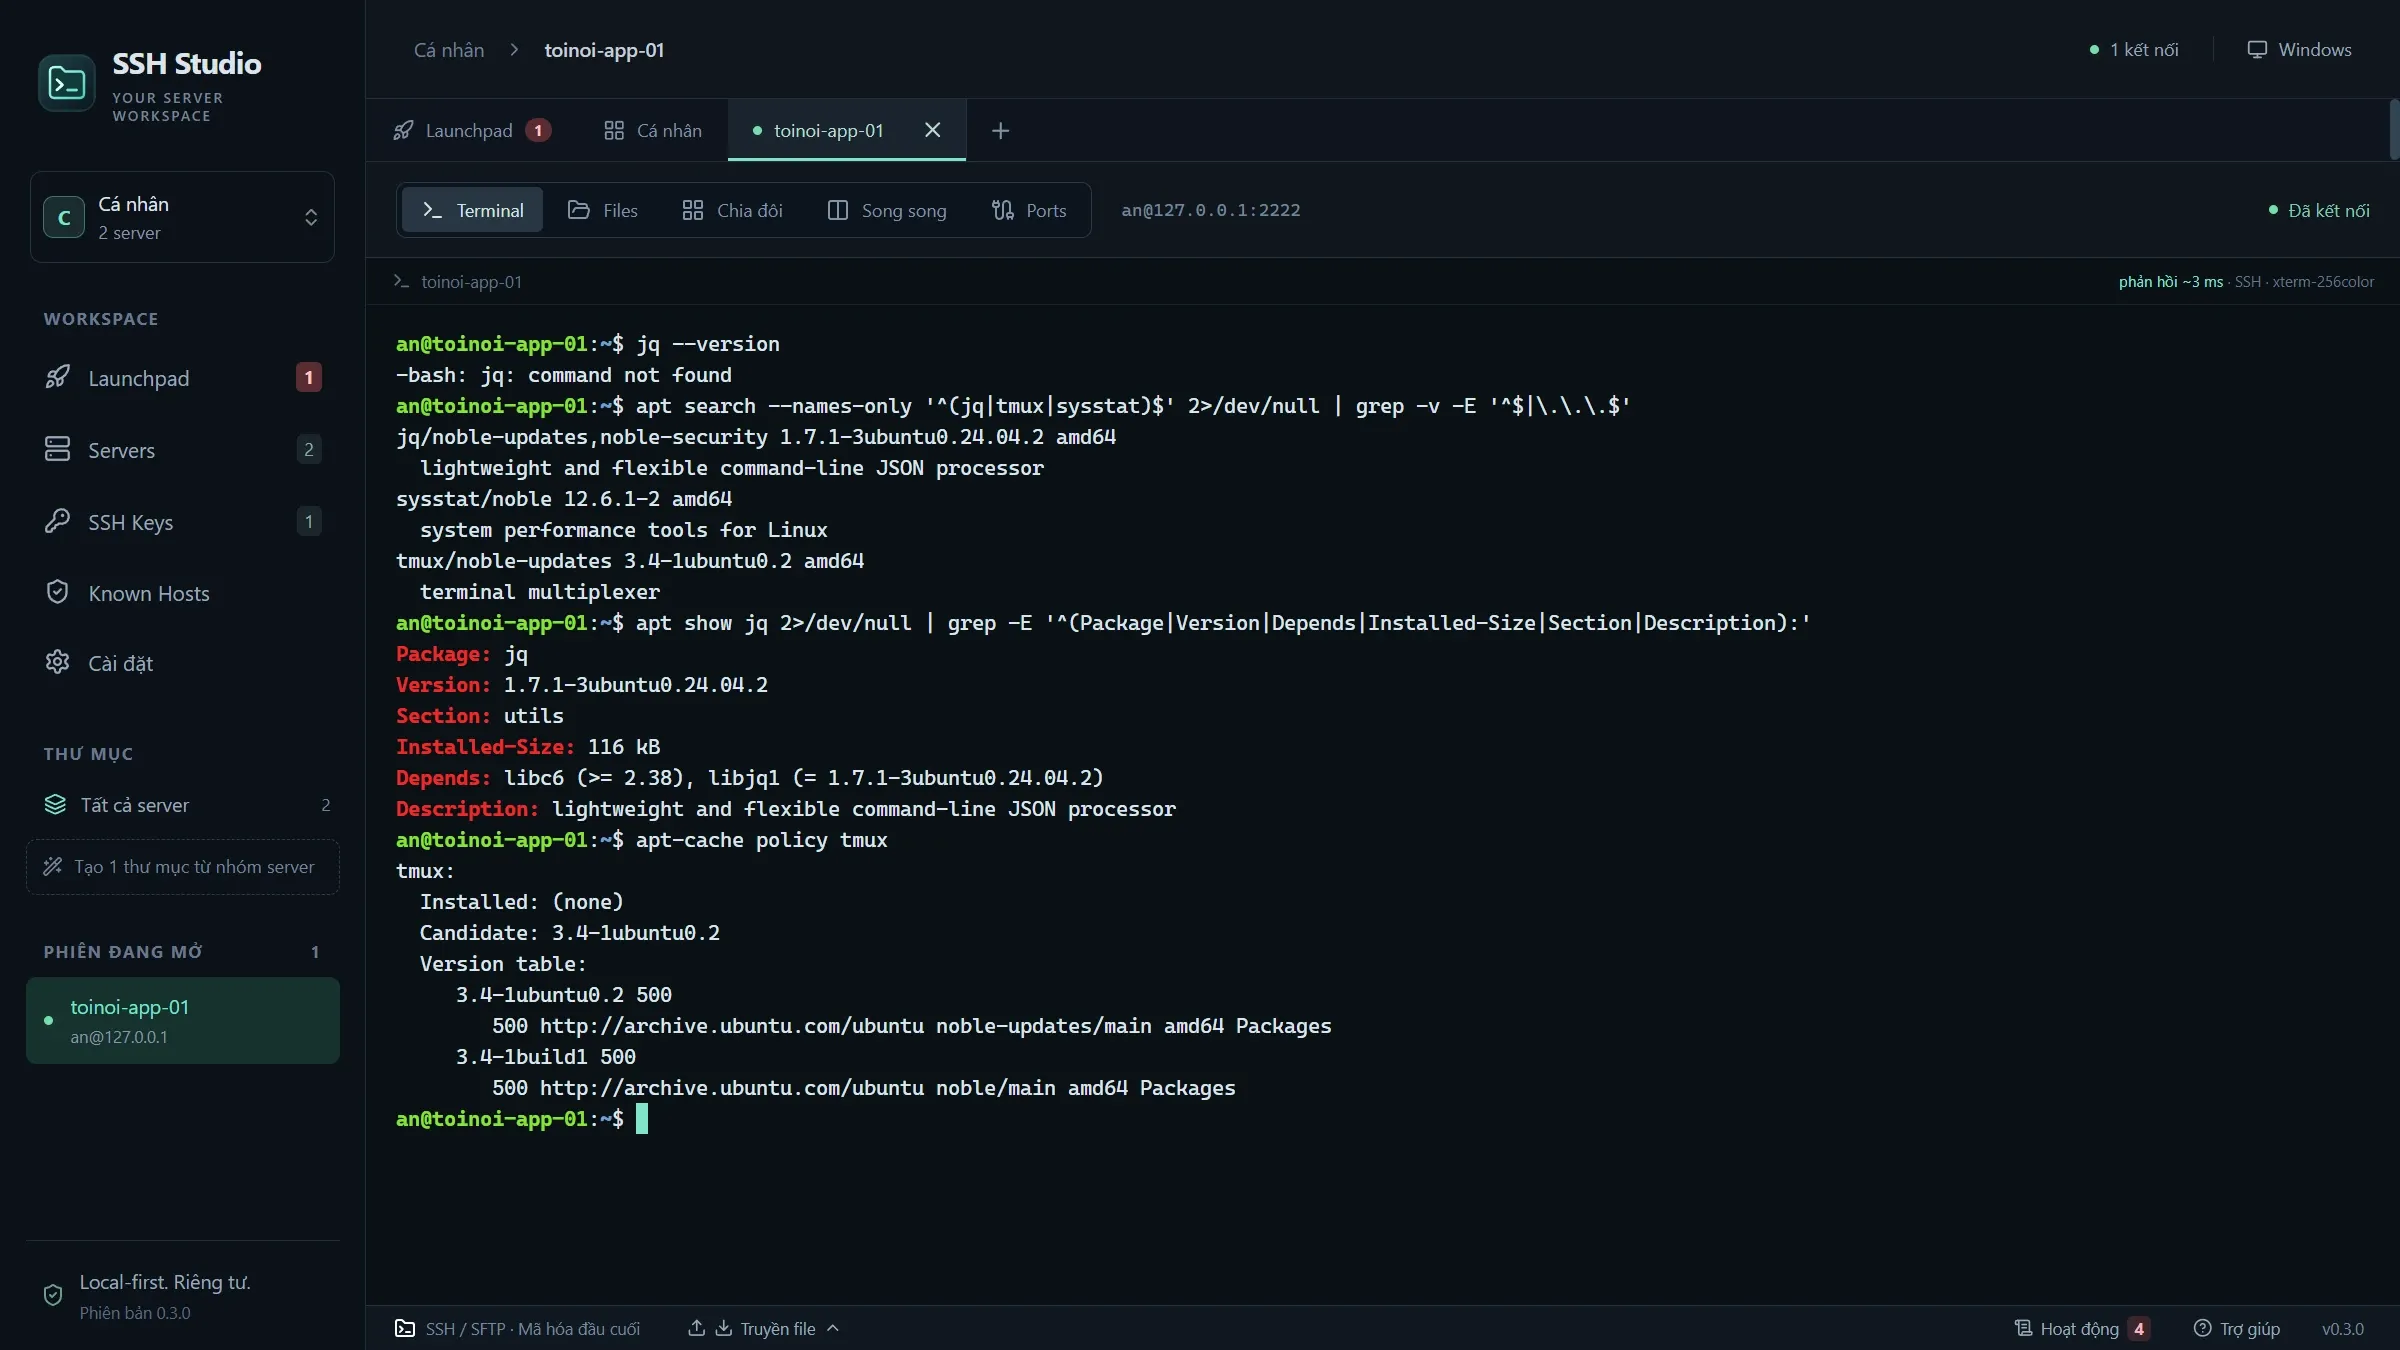 SSH Studio
YOUR SERVER
WORKSPACE
C
Cá nhân
2 server
WORKSPACE
Launchpad 1
Servers 2
SSH Keys 1
Known Hosts
Cài đặt
THƯ MỤC
Tất cả server 2
Tạo 1 thư mục từ nhóm server
PHIÊN ĐANG MỞ 1
toinoi-app-01
an@127.0.0.1
Local-first. Riêng tư.
Phiên bản 0.3.0
Cá nhân > toinoi-app-01
1 kết nối
Windows
Launchpad 1
Cá nhân
toinoi-app-01
Terminal
Files
Chia đôi
Song song
Ports
an@127.0.0.1:2222
Đã kết nối
toinoi-app-01
phản hồi ~3 ms · SSH · xterm-256color
an@toinoi-app-01:~$ jq --version
-bash: jq: command not found
an@toinoi-app-01:~$ apt search --names-only '^(jq|tmux|sysstat)$' 2>/dev/null | grep -v -E '^$|\.\.\.$'
jq/noble-updates,noble-security 1.7.1-3ubuntu0.24.04.2 amd64
  lightweight and flexible command-line JSON processor
sysstat/noble 12.6.1-2 amd64
  system performance tools for Linux
tmux/noble-updates 3.4-1ubuntu0.2 amd64
  terminal multiplexer
an@toinoi-app-01:~$ apt show jq 2>/dev/null | grep -E '^(Package|Version|Depends|Installed-Size|Section|Description):'
Package: jq
Version: 1.7.1-3ubuntu0.24.04.2
Section: utils
Installed-Size: 116 kB
Depends: libc6 (>= 2.38), libjq1 (= 1.7.1-3ubuntu0.24.04.2)
Description: lightweight and flexible command-line JSON processor
an@toinoi-app-01:~$ apt-cache policy tmux
tmux:
  Installed: (none)
  Candidate: 3.4-1ubuntu0.2
  Version table:
     3.4-1ubuntu0.2 500
        500 http://archive.ubuntu.com/ubuntu noble-updates/main amd64 Packages
     3.4-1build1 500
        500 http://archive.ubuntu.com/ubuntu noble/main amd64 Packages
an@toinoi-app-01:~$
SSH / SFTP · Mã hóa đầu cuối
Truyền file
Hoạt động 4
Trợ giúp
v0.3.0